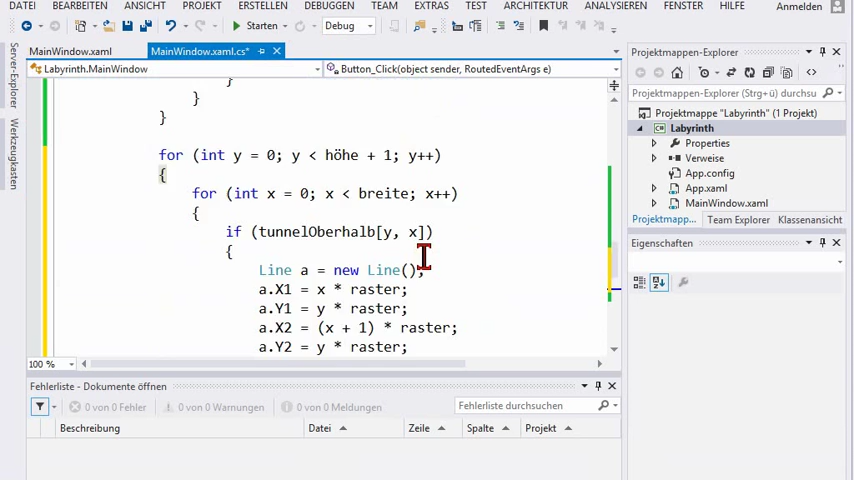 DATEI BEARBEITEN ANSICHT PROJEKT ERSTELLEN DEBUGGEN TEAM EXTRAS TEST ARCHITECTURE ANALYSIEREN FENSTER HILFE Anmelden
Starten Debug
MainWindow.xaml MainWindow.xaml.cs*
Labyrinth.MainWindow Button_Click(object sender, RoutedEventArgs e)
Server-Explorer
Werkzeugkasten
}
}
}
for (int y = 0; y < höhe + 1; y++)
{
for (int x = 0; x < breite; x++)
{
if (tunnelOberhalb[y, x])
{
Line a = new Line();
a.X1 = x * raster;
a.Y1 = y * raster;
a.X2 = (x + 1) * raster;
a.Y2 = y * raster;
100 %
Fehlerliste - Dokumente öffnen
0 von 0 Fehler 0 von 0 Warnungen 0 von 0 Meldungen Fehlerliste durchsuchen
Beschreibung Datei Zeile Spalte Projekt
Projektmappen-Explorer
Projektmappen-Explorer (Strg+ü) durchsu
Projektmappe "Labyrinth" (1 Projekt)
C# Labyrinth
Properties
Verweise
App.config
App.xaml
MainWindow.xaml
Projektmapp... Team Explorer Klassenansicht
Eigenschaften